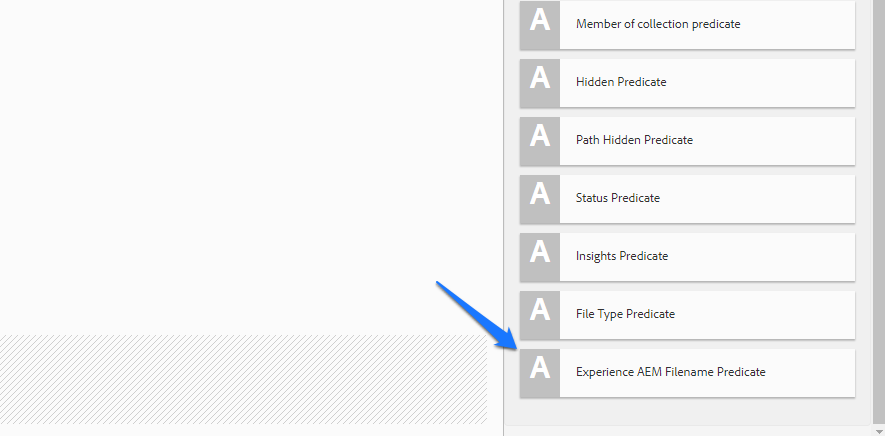 A Member of collection predicate
A Hidden Predicate
A Path Hidden Predicate
A Status Predicate
A Insights Predicate
A File Type Predicate
A Experience AEM Filename Predicate